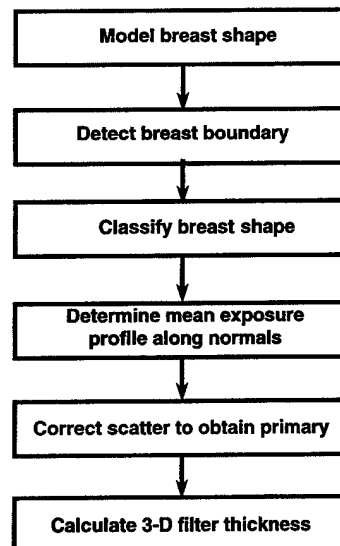 Model breast shape
Detect breast boundary
Classify breast shape
Determine mean exposure
profile along normals
Correct scatter to obtain primary
Calculate 3-D filter thickness